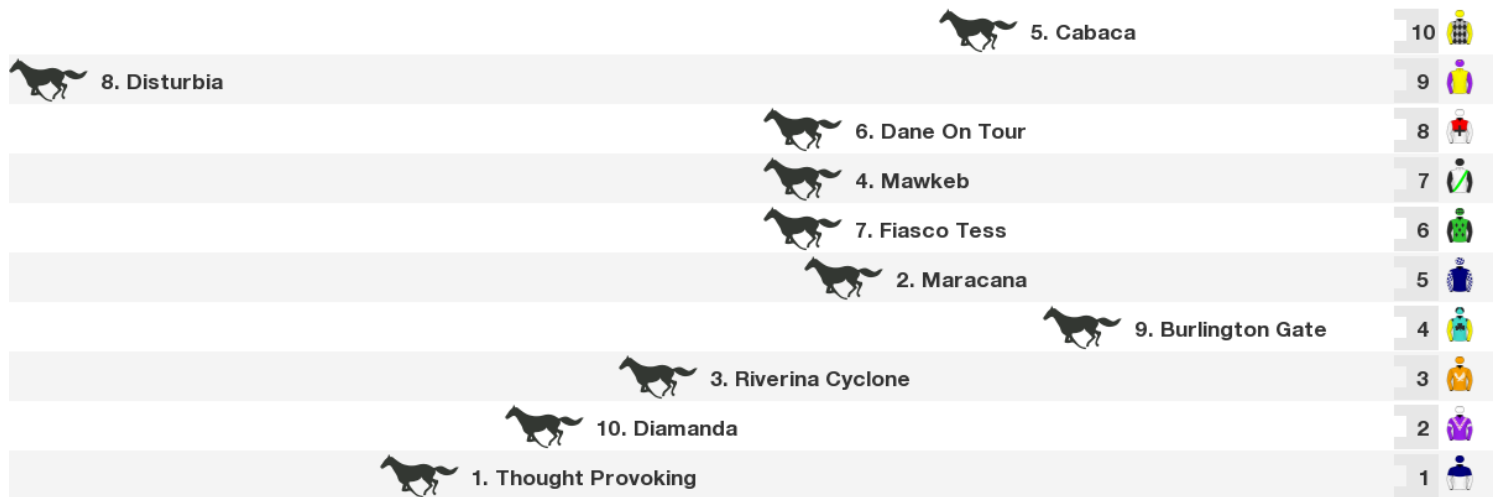 5. Cabaca 10
8. Disturbia 9
6. Dane On Tour 8
4. Mawkeb 7
7. Fiasco Tess 6
2. Maracana 5
9. Burlington Gate 4
3. Riverina Cyclone 3
10. Diamanda 2
1. Thought Provoking 1